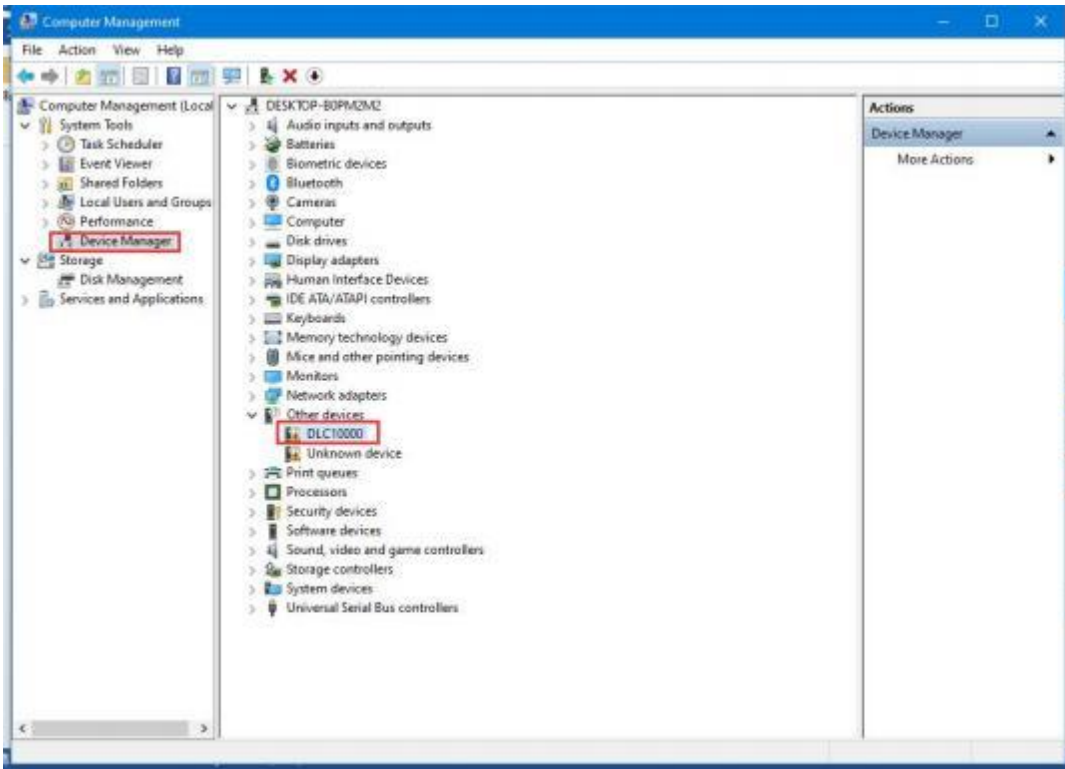 Computer Management
File Action View Help
Computer Management (Local
System Tools
Task Scheduler
Event Viewer
Shared Folders
Local Users and Groups
Performance
Device Manager
Storage
Disk Management
Services and Applications
DESKTOP-B0PM2M2
Audio inputs and outputs
Batteries
Biometric devices
Bluetooth
Cameras
Computer
Disk drives
Display adapters
Human Interface Devices
IDE ATA/ATAPI controllers
Keyboards
Memory technology devices
Mice and other pointing devices
Monitors
Network adapters
Other devices
DLC10000
Unknown device
Print queues
Processors
Security devices
Software devices
Sound, video and game controllers
Storage controllers
System devices
Universal Serial Bus controllers
Actions
Device Manager
More Actions